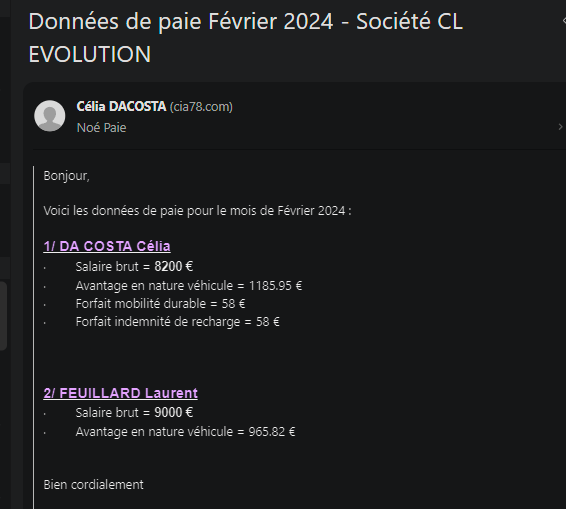 Données de paie Février 2024 - Société CL
EVOLUTION
Célia DACOSTA (cia78.com)
Noé Paie
Bonjour,
Voici les données de paie pour le mois de Février 2024 :
1/ DA COSTA Célia
· Salaire brut = 8200 €
· Avantage en nature véhicule = 1185.95 €
· Forfait mobilité durable = 58 €
· Forfait indemnité de recharge = 58 €
2/ FEUILLARD Laurent
· Salaire brut = 9000 €
· Avantage en nature véhicule = 965.82 €
Bien cordialement